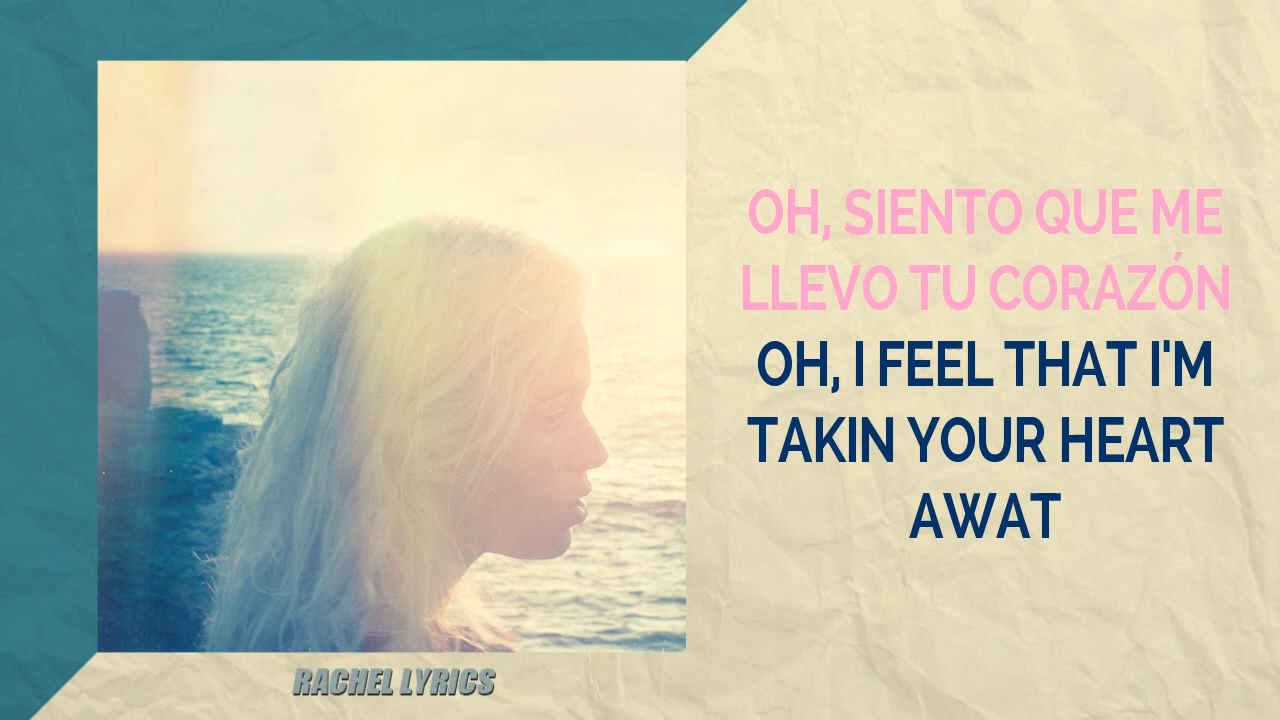 OH, SIENTO QUE ME
LLEVO TU CORAZÓN
OH, I FEEL THAT I'M
TAKIN YOUR HEART
AWAT
RACHEL LYRICS